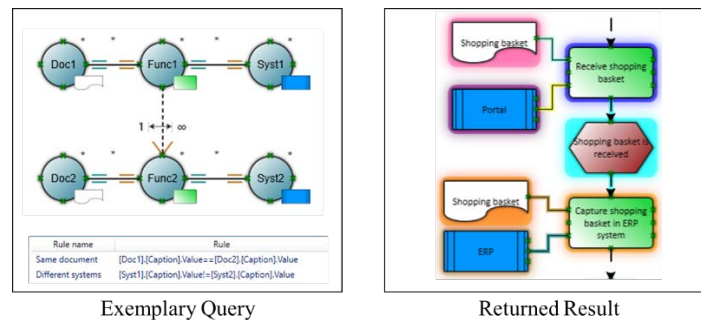 * * * *
Doc1 Func1 Syst1
1 ∞
* * * *
Doc2 Func2 Syst2
Rule name Rule
Same document [Doc1].[Caption].Value==[Doc2].[Caption].Value
Different systems [Syst1].[Caption].Value!=[Syst2].[Caption].Value
Exemplary Query
Shopping basket
Receive shopping
basket
Portal
Shopping basket is
received
Shopping basket
Capture shopping
basket in ERP
system
ERP
Returned Result